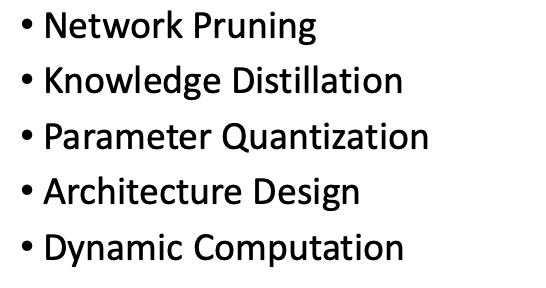 • Network Pruning
• Knowledge Distillation
• Parameter Quantization
• Architecture Design
• Dynamic Computation